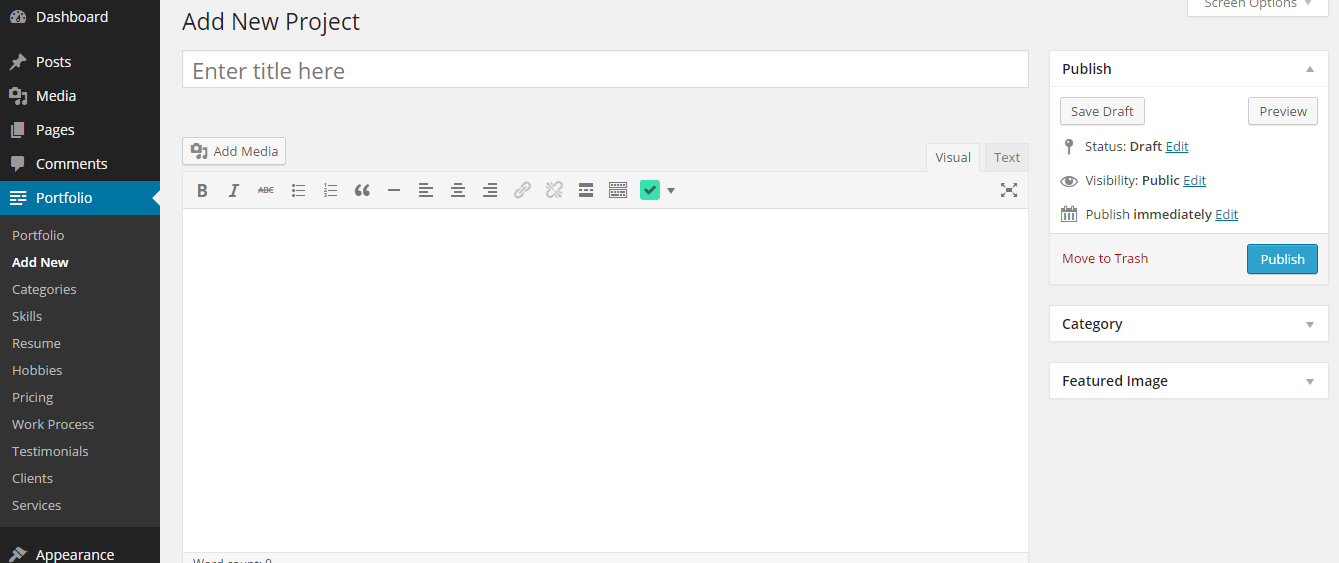 Dashboard
Posts
Media
Pages
Comments
Portfolio
Portfolio
Add New
Categories
Skills
Resume
Hobbies
Pricing
Work Process
Testimonials
Clients
Services
Appearance
Screen Options
Add New Project
Enter title here
Add Media
Visual
Text
B
I
ABC
Word count: 0
Publish
Save Draft
Preview
Status: Draft Edit
Visibility: Public Edit
Publish immediately Edit
Move to Trash
Publish
Category
Featured Image